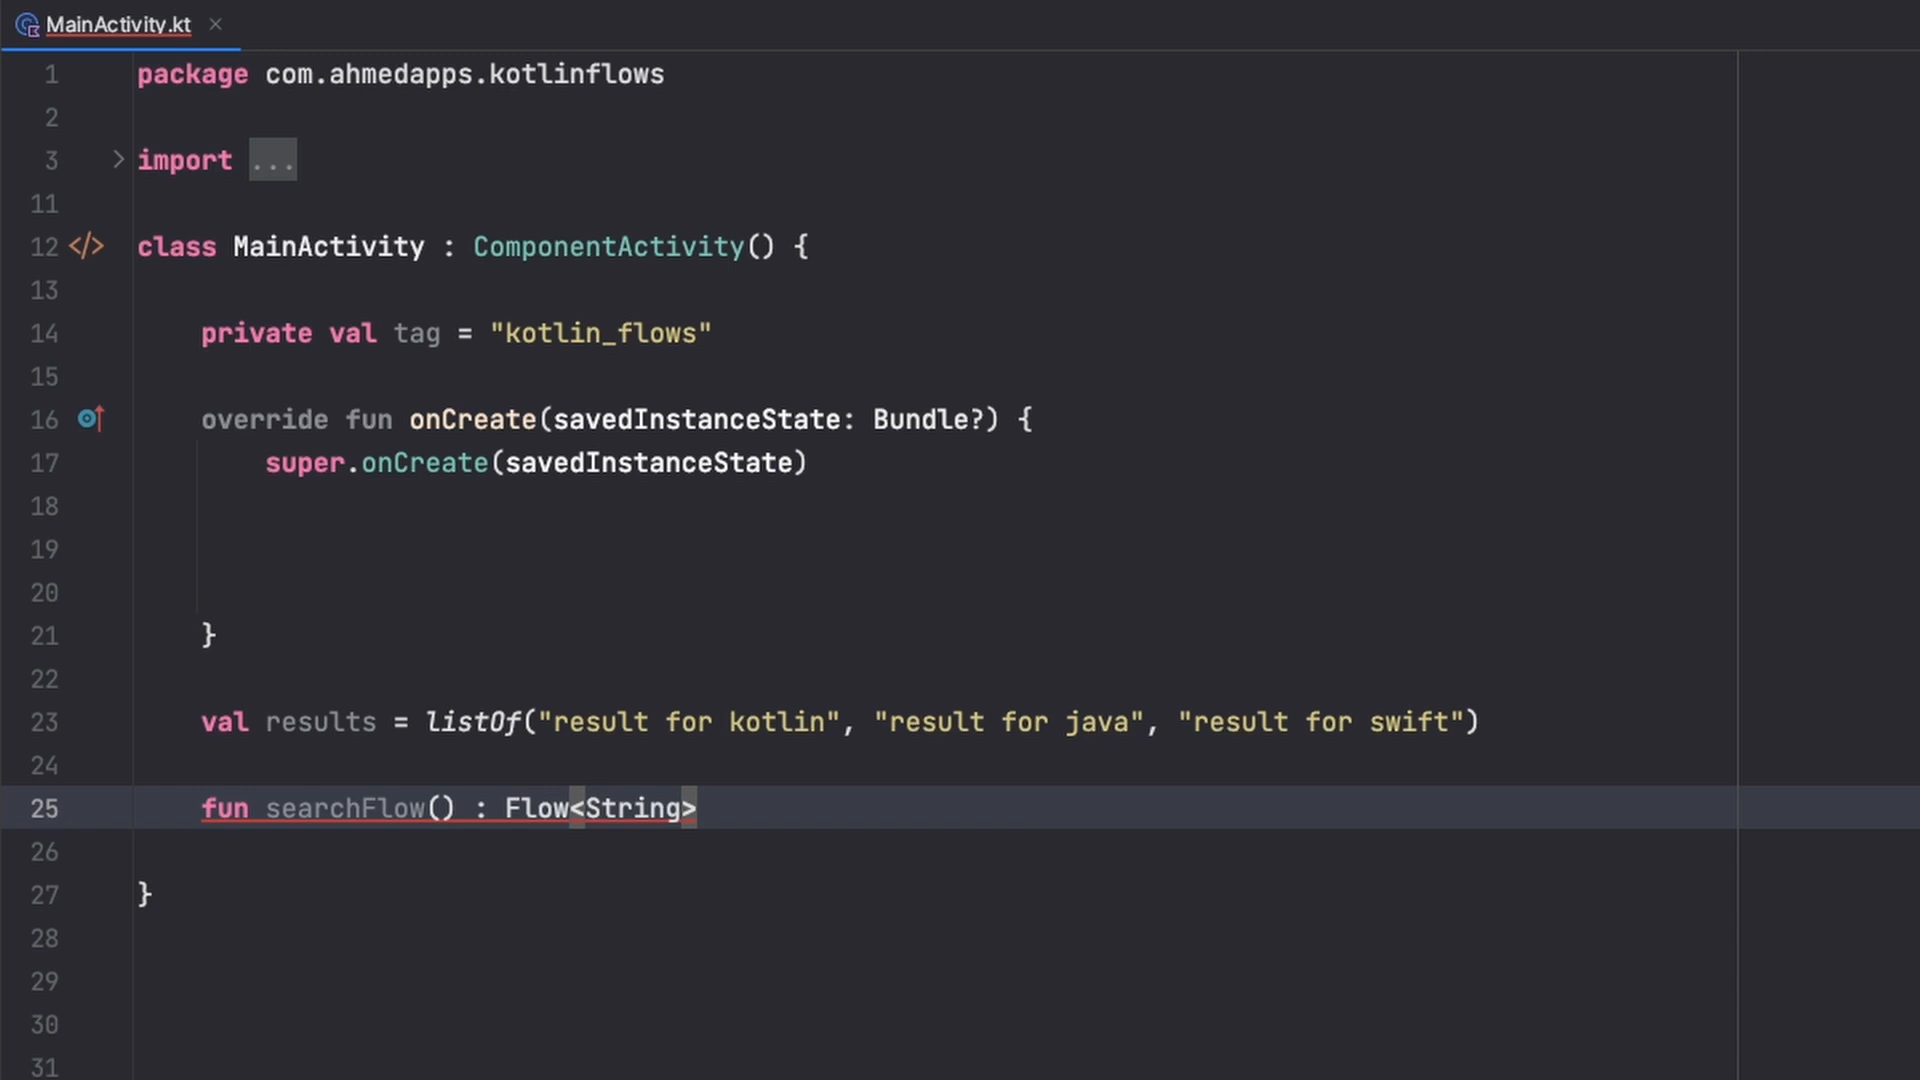 MainActivity.kt
1 package com.ahmedapps.kotlinflows
2
3 import ...
11
12 class MainActivity : ComponentActivity() {
13
14 private val tag = "kotlin_flows"
15
16 override fun onCreate(savedInstanceState: Bundle?) {
17 super.onCreate(savedInstanceState)
18
19
20
21 }
22
23 val results = listOf("result for kotlin", "result for java", "result for swift")
24
25 fun searchFlow() : Flow<String>
26
27 }
28
29
30
31